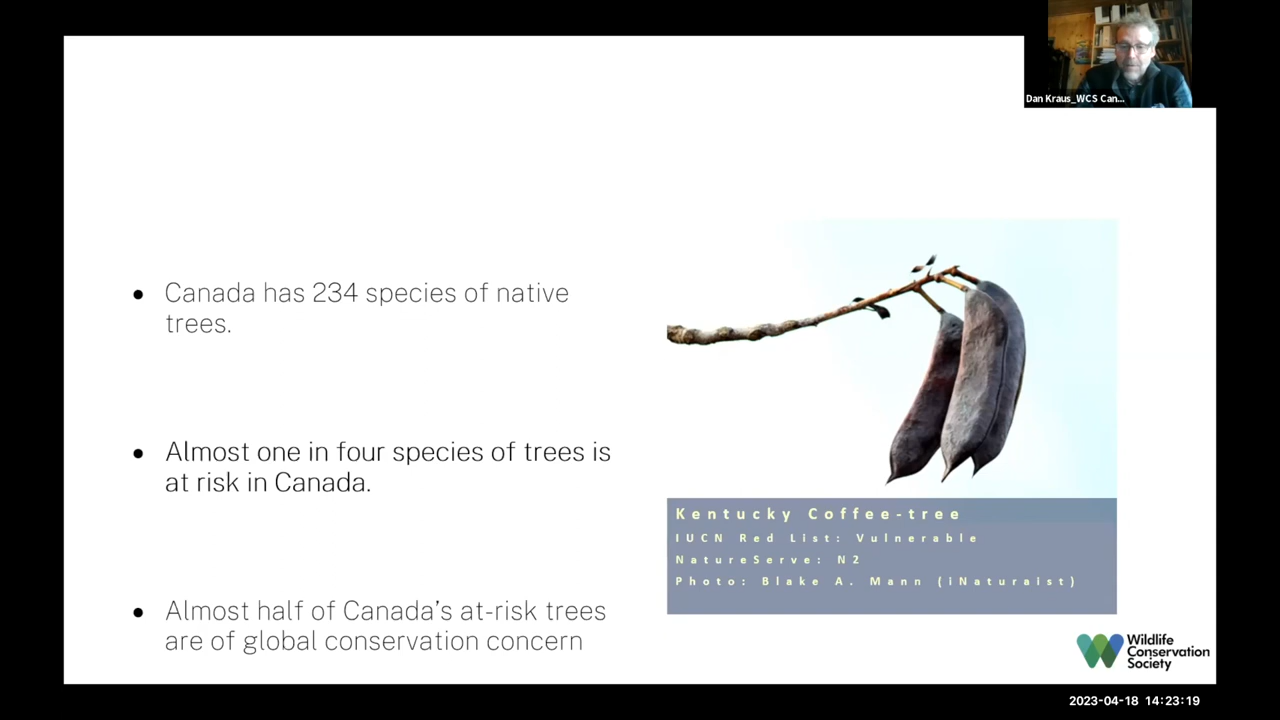 Dan Kraus_WCS Can...
Canada has 234 species of native
trees.
Almost one in four species of trees is
at risk in Canada.
Almost half of Canada's at-risk trees
are of global conservation concern
Kentucky Coffee-tree
IUCN Red List: Vulnerable
NatureServe: N2
Photo: Blake A. Mann (iNaturaist)
Wildlife
Conservation
Society
2023-04-18 14:23:19